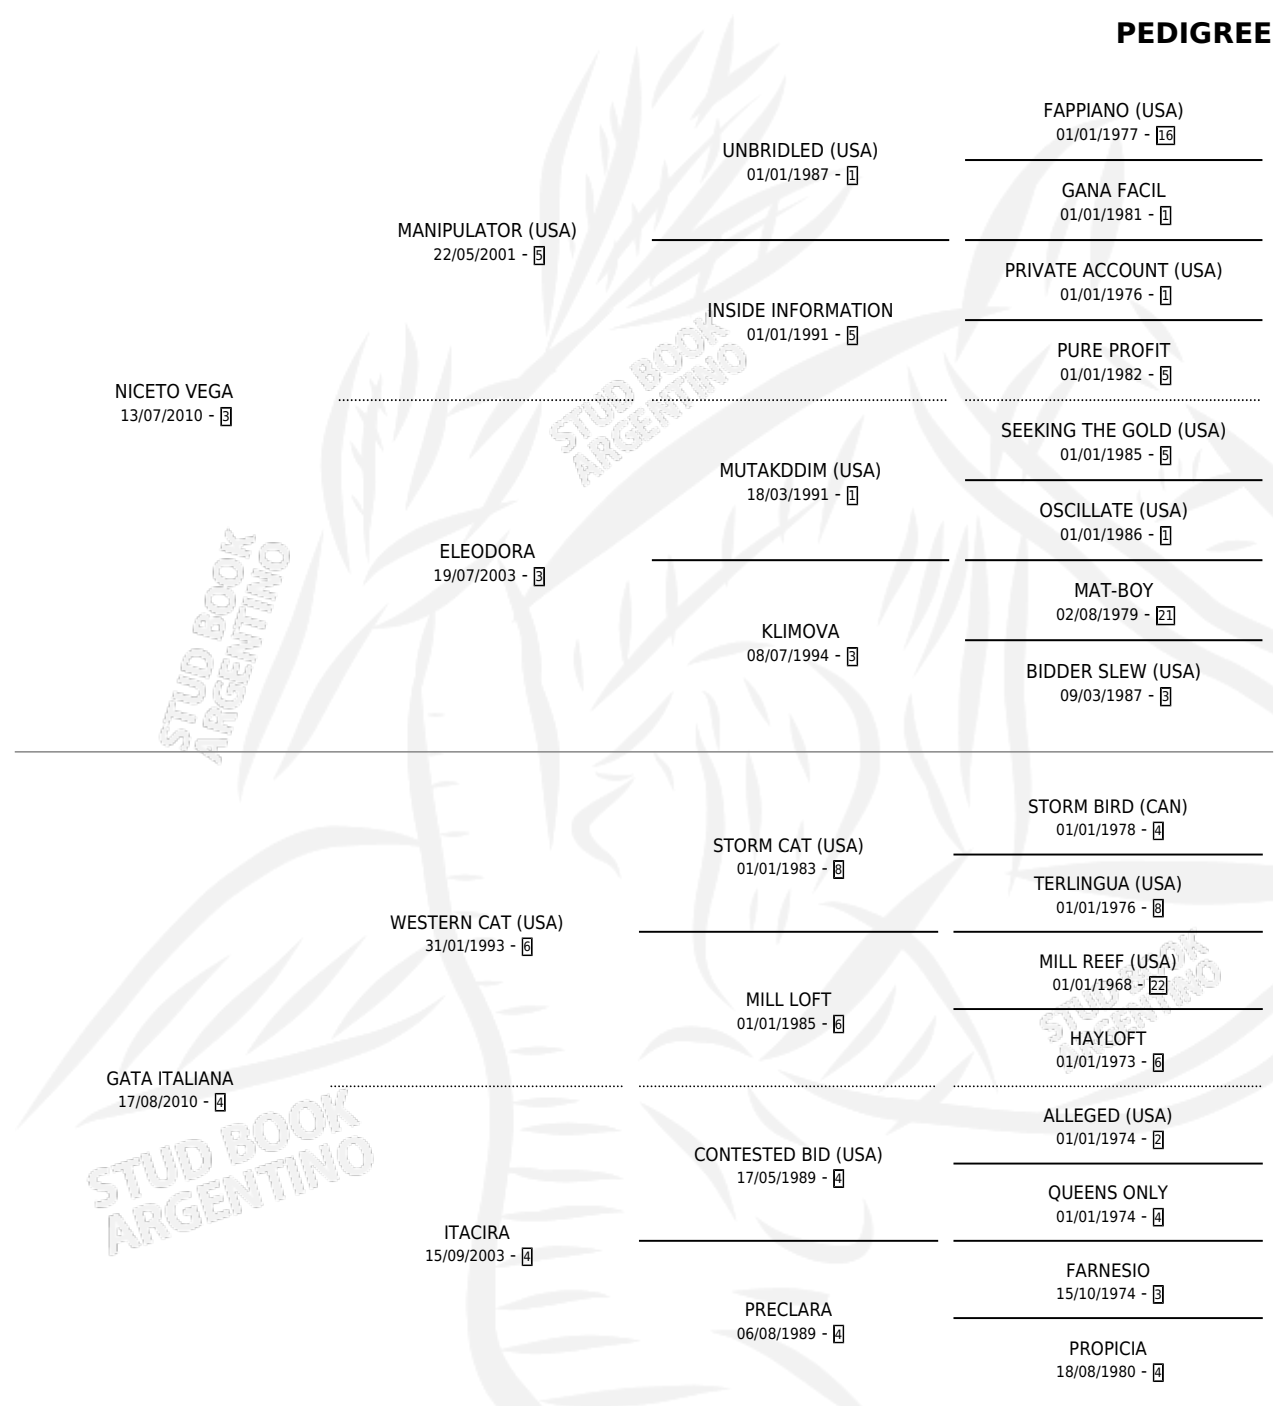 PEDIGREE
FAPPIANO (USA)
01/01/1977 - 16
UNBRIDLED (USA)
01/01/1987 - 1
GANA FACIL
01/01/1981 - 1
MANIPULATOR (USA)
22/05/2001 - 5
PRIVATE ACCOUNT (USA)
01/01/1976 - 1
INSIDE INFORMATION
01/01/1991 - 5
PURE PROFIT
01/01/1982 - 5
NICETO VEGA
13/07/2010 - 3
STUD BOOK
ARGENTINO
SEEKING THE GOLD (USA)
01/01/1985 - 5
MUTAKDDIM (USA)
18/03/1991 - 1
OSCILLATE (USA)
01/01/1986 - 1
ELEODORA
19/07/2003 - 3
MAT-BOY
02/08/1979 - 21
KLIMOVA
08/07/1994 - 3
BIDDER SLEW (USA)
09/03/1987 - 3
STUD BOOK
ARGENTINO
STORM BIRD (CAN)
01/01/1978 - 4
STORM CAT (USA)
01/01/1983 - 8
TERLINGUA (USA)
01/01/1976 - 8
WESTERN CAT (USA)
31/01/1993 - 6
MILL REEF (USA)
01/01/1968 - 22
MILL LOFT
01/01/1985 - 6
STUD BOOK
ARGENTINO
HAYLOFT
01/01/1973 - 6
GATA ITALIANA
17/08/2010 - 4
ALLEGED (USA)
01/01/1974 - 2
CONTESTED BID (USA)
17/05/1989 - 4
STUD BOOK
ARGENTINO
QUEENS ONLY
01/01/1974 - 4
ITACIRA
15/09/2003 - 4
FARNESIO
15/10/1974 - 3
PRECLARA
06/08/1989 - 4
PROPICIA
18/08/1980 - 4